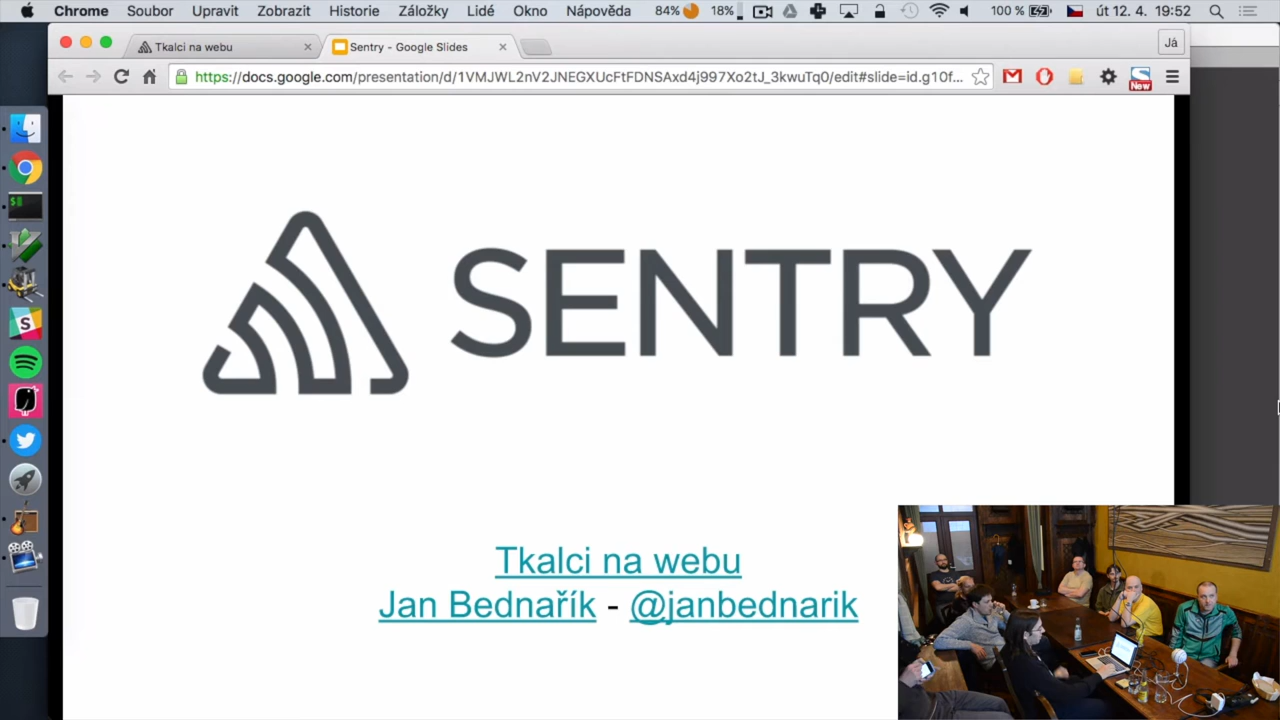 Chrome Soubor Upravit Zobrazit Historie Záložky Lidé Okno Nápověda 84% 18% 100 % út 12. 4. 19:52
Tkalci na webu
Sentry - Google Slides
Já
https://docs.google.com/presentation/d/1VMJWL2nV2JNEGXUcFtFDNSAxd4j997Xo2tJ_3kwuTq0/edit#slide=id.g10f...
New
SENTRY
Tkalci na webu
Jan Bednařík - @janbednarik